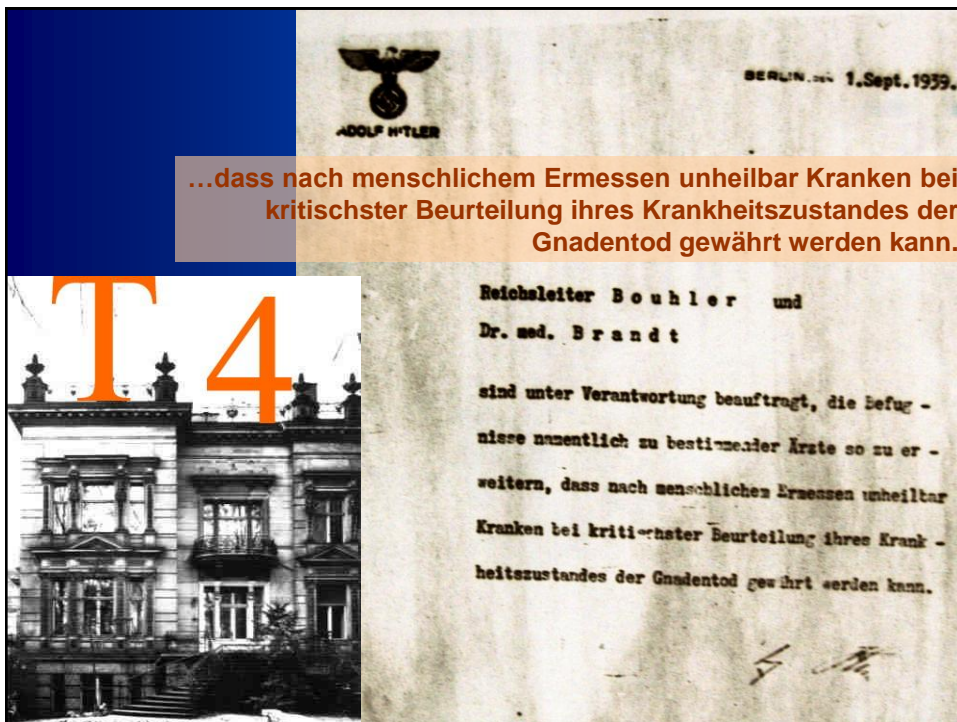 ADOLF HITLER
BERLIN, den 1.Sept.1939.
…dass nach menschlichem Ermessen unheilbar Kranken bei
kritischster Beurteilung ihres Krankheitszustandes der
Gnadentod gewährt werden kann.
T4
Reichsleiter B o u h l e r und
Dr. med. B r a n d t
sind unter Verantwortung beauftragt, die Befug -
nisse namentlich zu bestimmender Ärzte so zu er -
weitern, dass nach menschlichem Ermessen unheilbar
Kranken bei kritischster Beurteilung ihres Krank -
heitszustandes der Gnadentod gewährt werden kann.